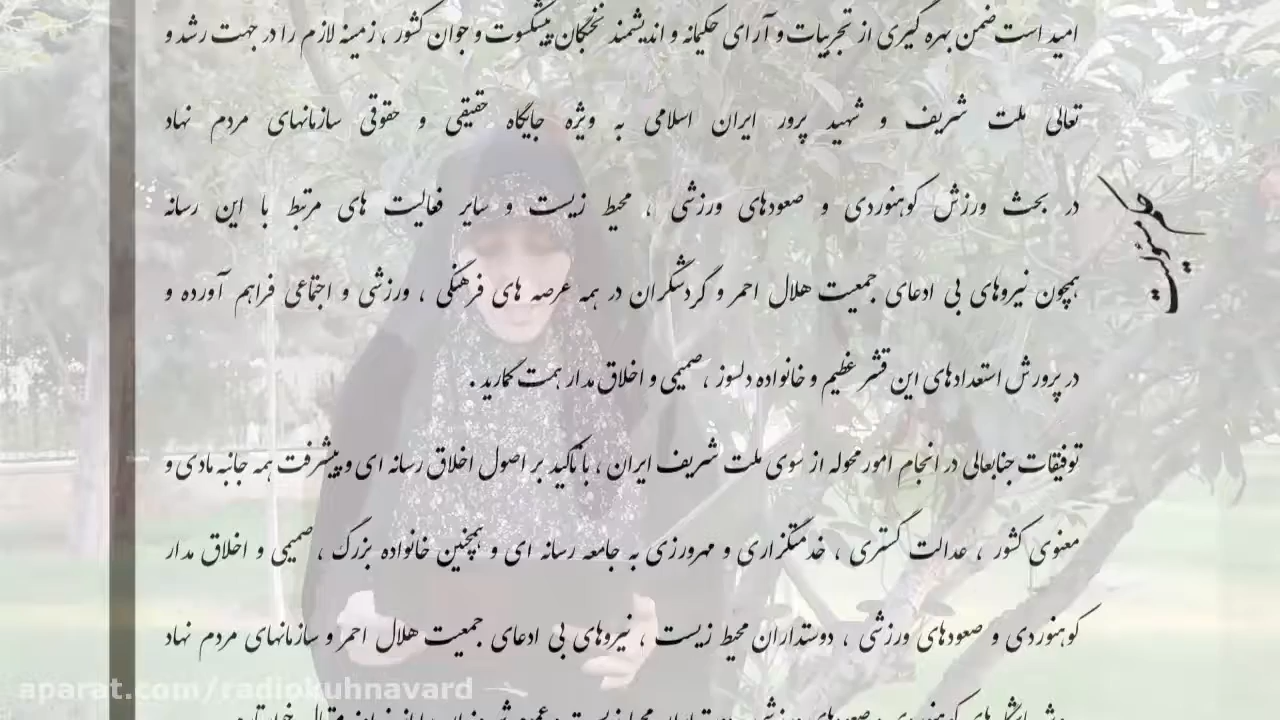 امید است ضمن بهره گیری از تجربیات و آرای حکیمانه و اندیشمند نخبگان پیشکسوت و جوان کشور ، زمینه لازم را در جهت رشد و
تعالی ملت شریف و شهید پرور ایران اسلامی به ویژه جایگاه حقیقی و حقوقی سازمانهای مردم نهاد
در بحث ورزش کوهنوردی و صعودهای ورزشی ، محیط زیست و سایر فعالیت های مرتبط با این رسانه
همچون نیروهای بی ادعای جمعیت هلال احمر و گردشگران در همه عرصه های فرهنگی ، ورزشی و اجتماعی فراهم آورده و
در پرورش استعدادهای این قشر عظیم و خانواده دلسوز ، صمیمی و اخلاق مدار همت گمارید .
توفیقات جنابعالی در انجام امور محوله از سوی ملت شریف ایران ، با تاکید بر اصول اخلاق رسانه ای و پیشرفت همه جانبه مادی و
معنوی کشور ، عدالت گستری ، خدمتگزاری و مهرورزی به جامعه رسانه ای و همچنین خانواده بزرگ ، صمیمی و اخلاق مدار
کوهنوردی و صعودهای ورزشی ، دوستداران محیط زیست ، نیروهای بی ادعای جمعیت هلال احمر و سازمانهای مردم نهاد
aparat.com/radiokuhnavard